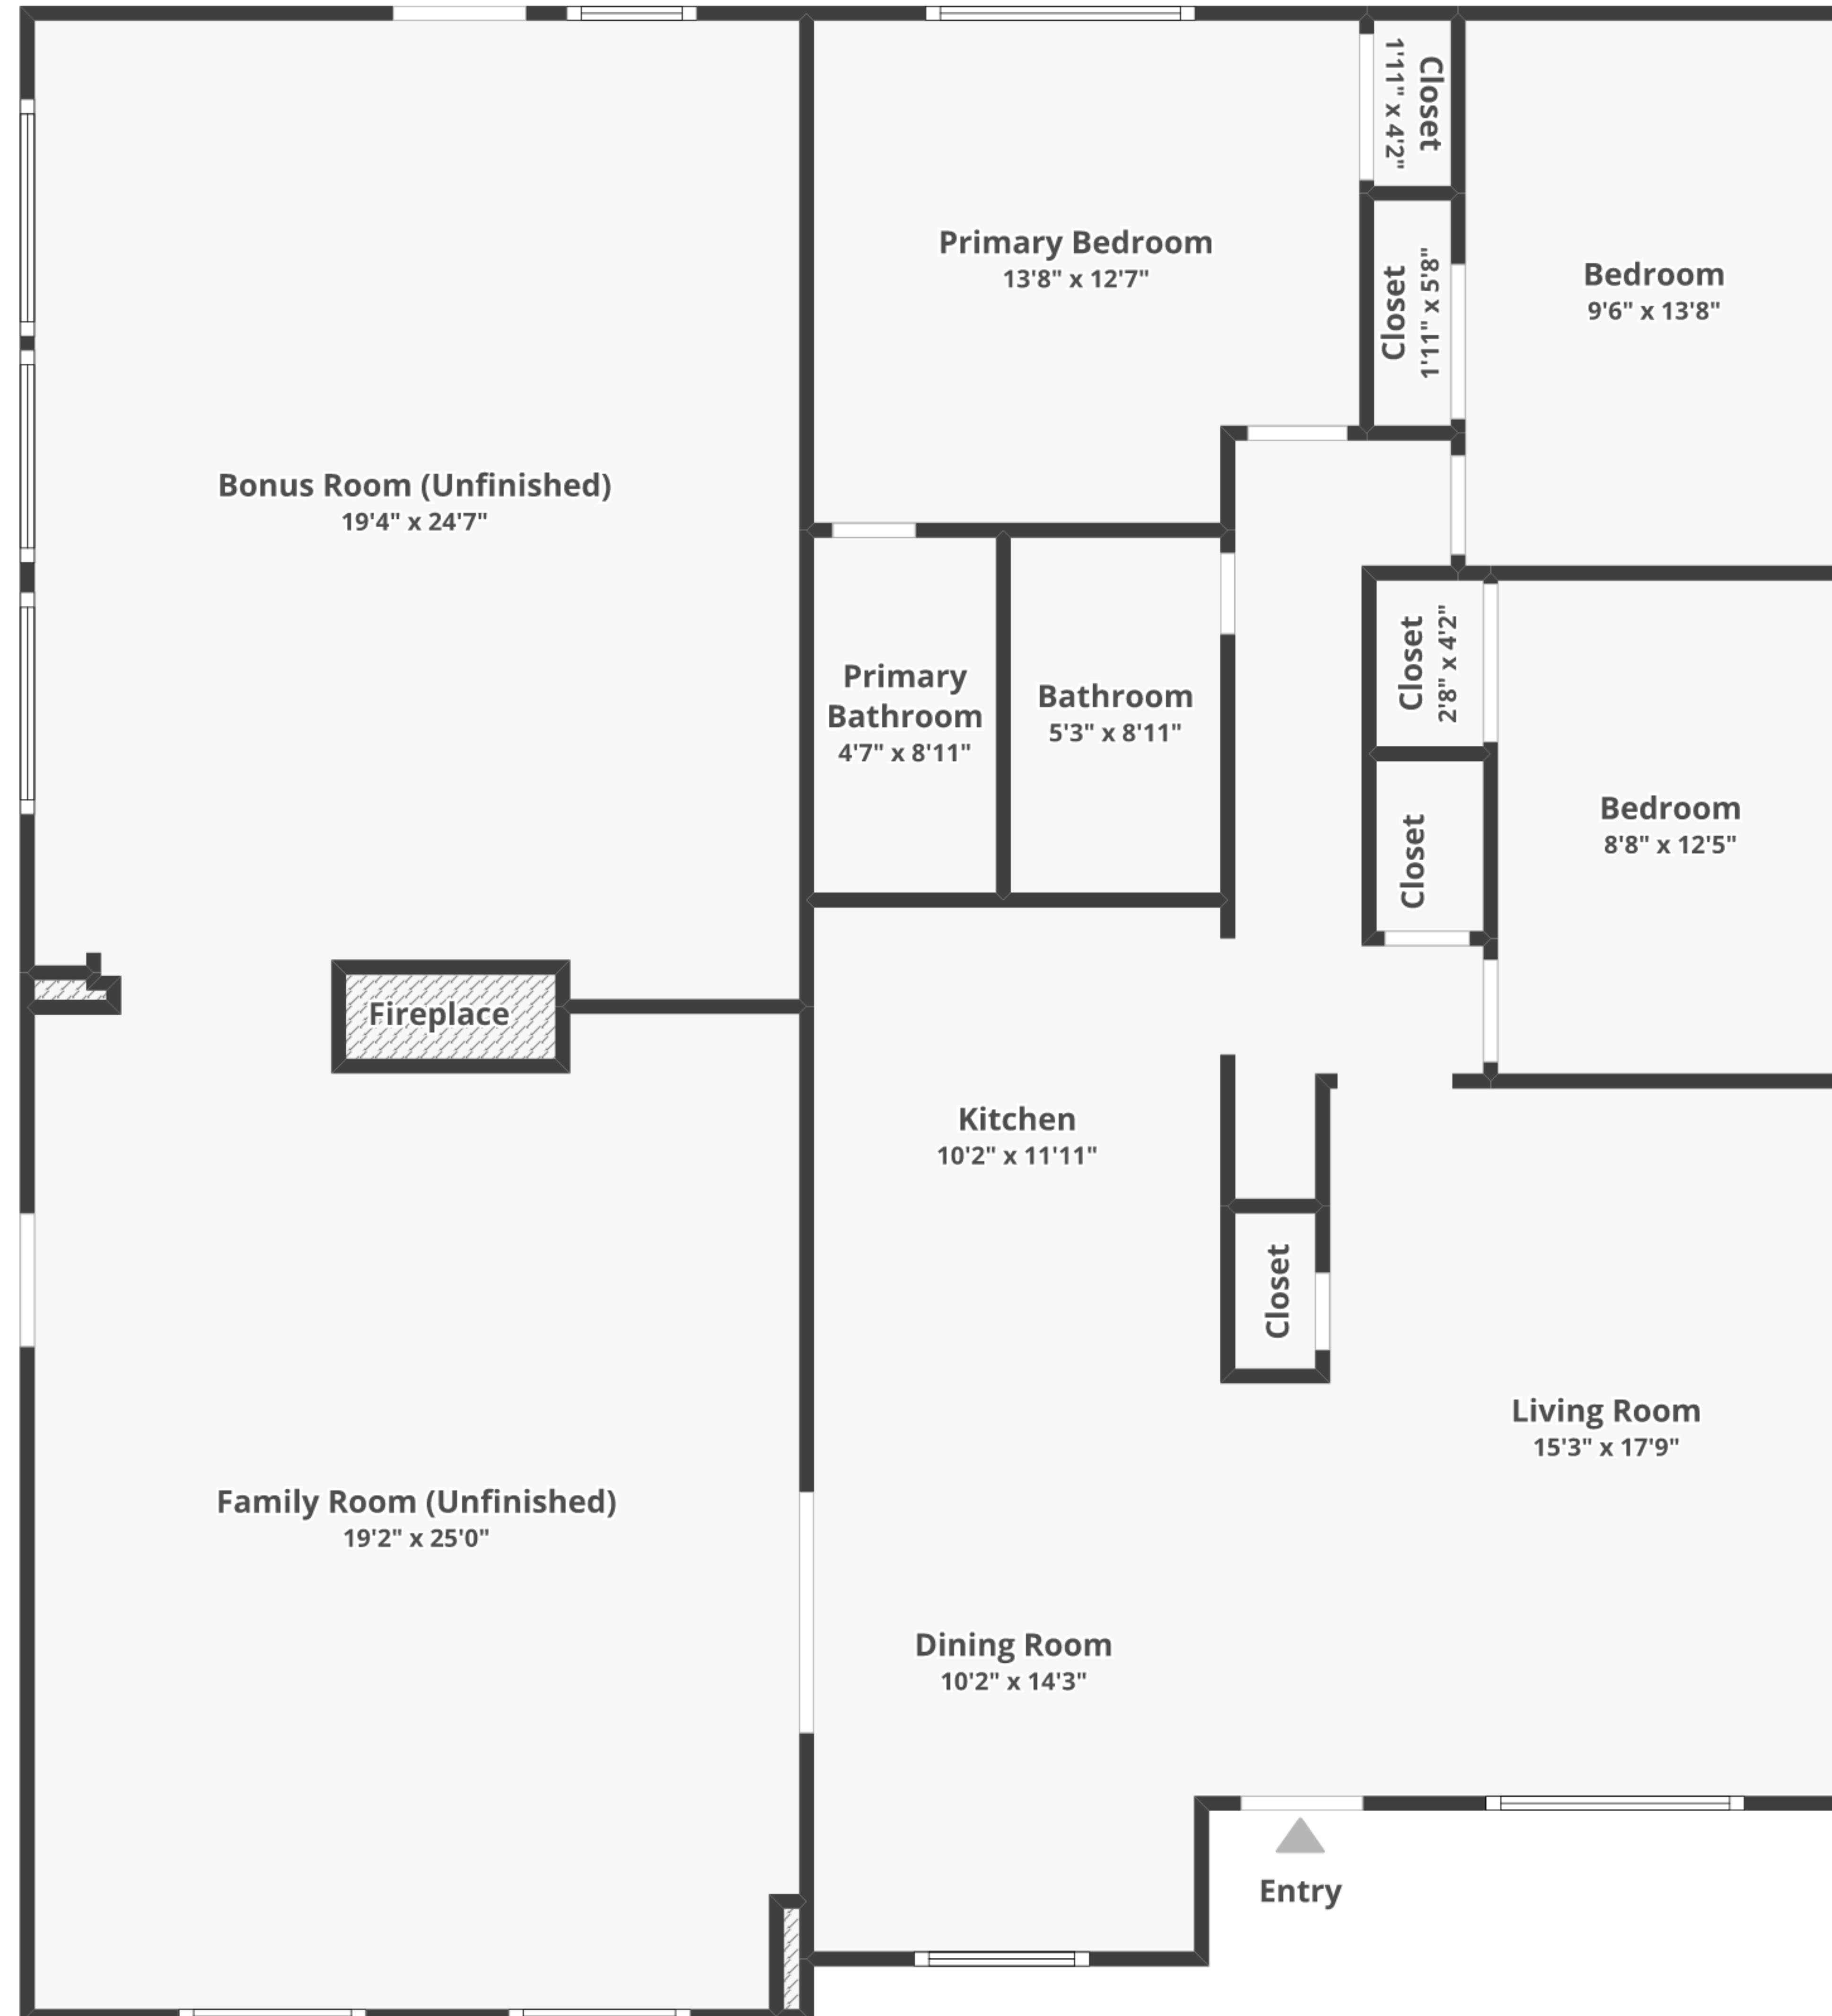 Closet
1'11" x 4'2"
Primary Bedroom
13'8" x 12'7"
Closet
1'11" x 5'8"
Bedroom
9'6" x 13'8"
Bonus Room (Unfinished)
19'4" x 24'7"
Primary
Bathroom
4'7" x 8'11"
Bathroom
5'3" x 8'11"
Closet
2'8" x 4'2"
Bedroom
8'8" x 12'5"
Closet
Fireplace
Kitchen
10'2" x 11'11"
Closet
Living Room
15'3" x 17'9"
Family Room (Unfinished)
19'2" x 25'0"
Dining Room
10'2" x 14'3"
Entry